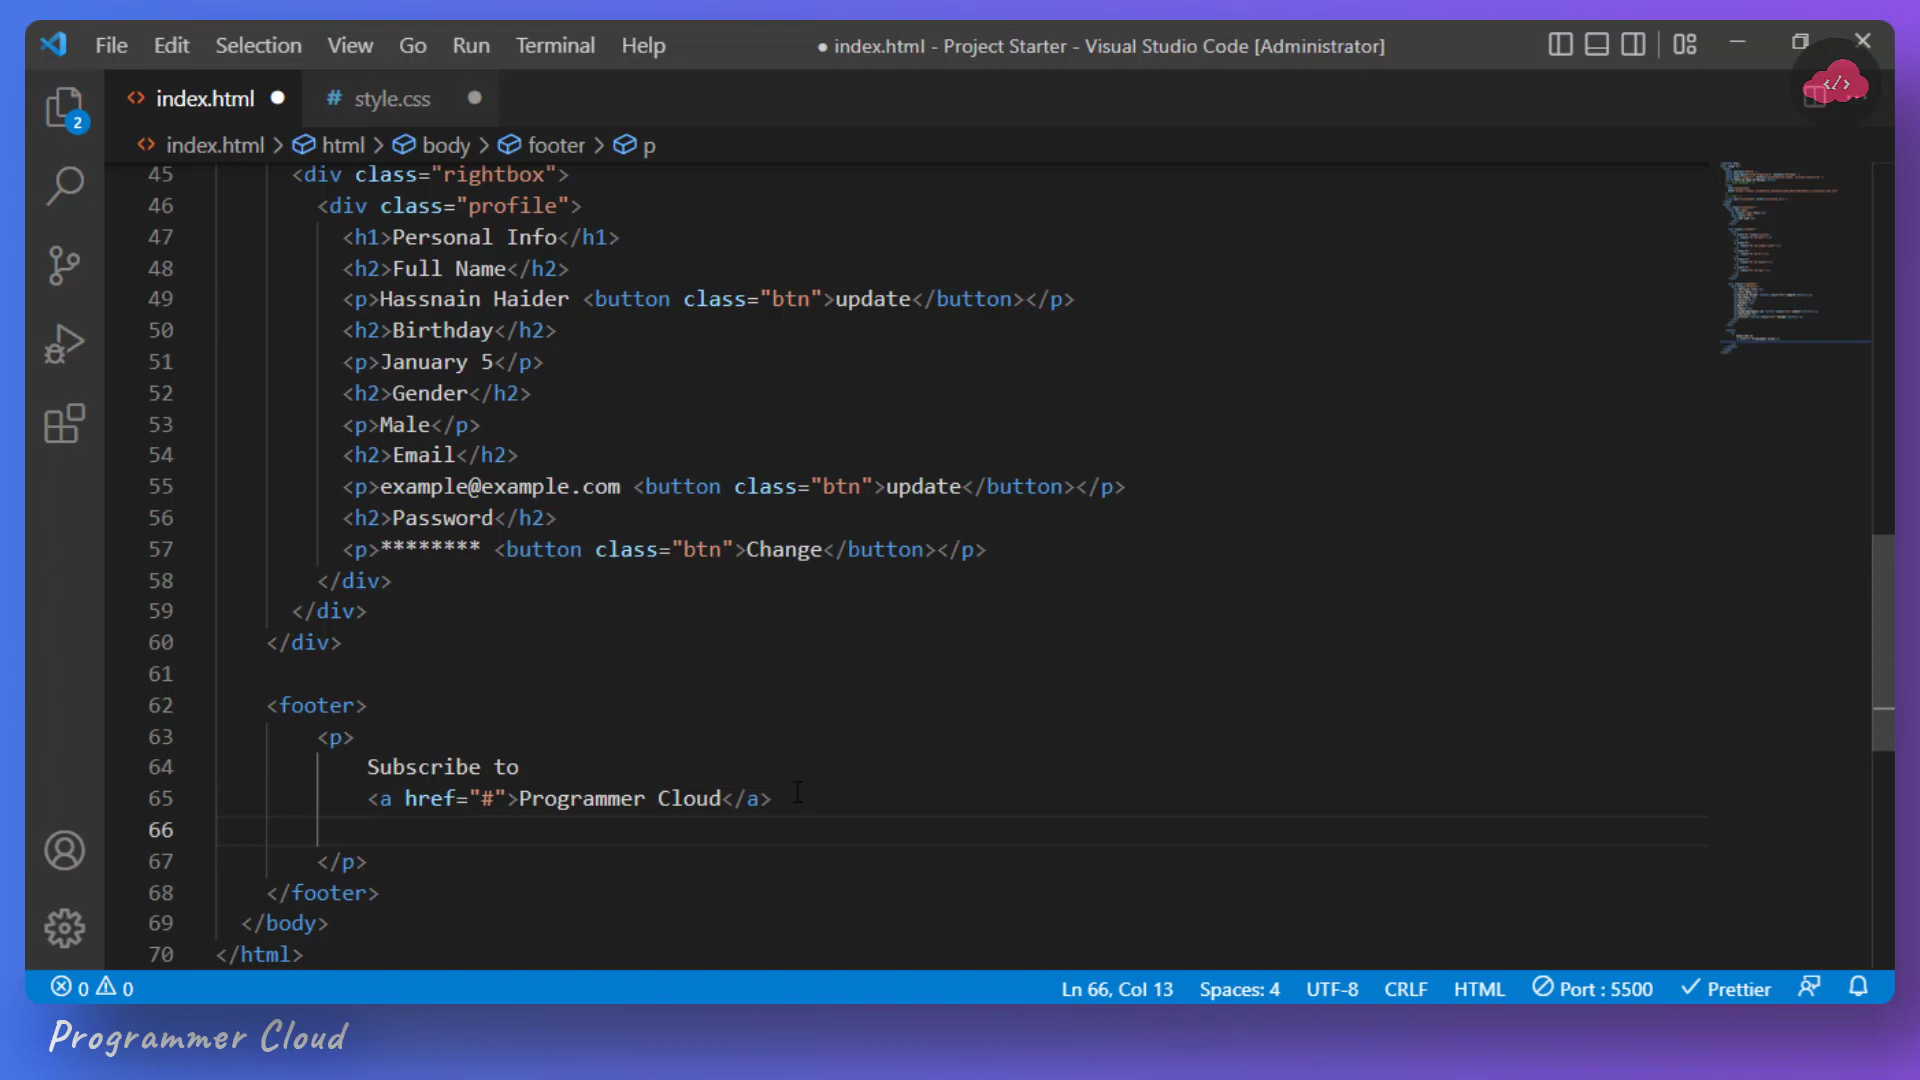 File Edit Selection View Go Run Terminal Help ● index.html - Project Starter - Visual Studio Code [Administrator]
</>
<> index.html ● # style.css ●
2
<> index.html > html > body > footer > p
45 <div class="rightbox">
46 <div class="profile">
47 <h1>Personal Info</h1>
48 <h2>Full Name</h2>
49 <p>Hassnain Haider <button class="btn">update</button></p>
50 <h2>Birthday</h2>
51 <p>January 5</p>
52 <h2>Gender</h2>
53 <p>Male</p>
54 <h2>Email</h2>
55 <p>example@example.com <button class="btn">update</button></p>
56 <h2>Password</h2>
57 <p>******** <button class="btn">Change</button></p>
58 </div>
59 </div>
60 </div>
61
62 <footer>
63 <p>
64 Subscribe to
65 <a href="#">Programmer Cloud</a>
66
67 </p>
68 </footer>
69 </body>
70 </html>
0 0 Ln 66, Col 13 Spaces: 4 UTF-8 CRLF HTML Port : 5500 Prettier
Programmer Cloud